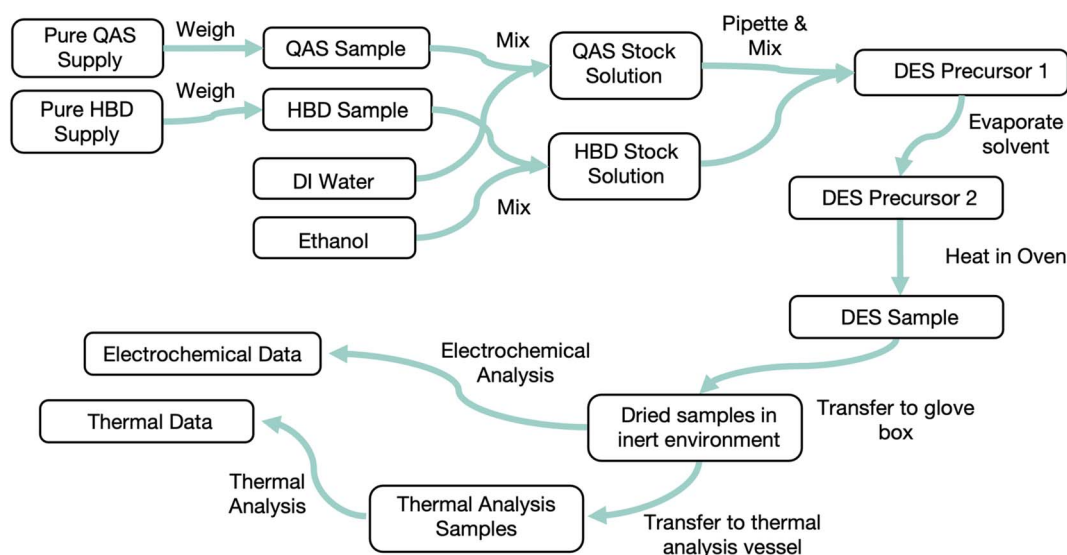 Pure QAS
Supply
Weigh
QAS Sample
Mix
QAS Stock
Solution
Pipette &
Mix
DES Precursor 1
Pure HBD
Supply
Weigh
HBD Sample
HBD Stock
Solution
Evaporate
solvent
DI Water
Mix
Ethanol
DES Precursor 2
Heat in Oven
DES Sample
Electrochemical Data
Electrochemical
Analysis
Thermal Data
Dried samples in
inert environment
Transfer to glove
box
Thermal
Analysis
Thermal Analysis
Samples
Transfer to thermal
analysis vessel